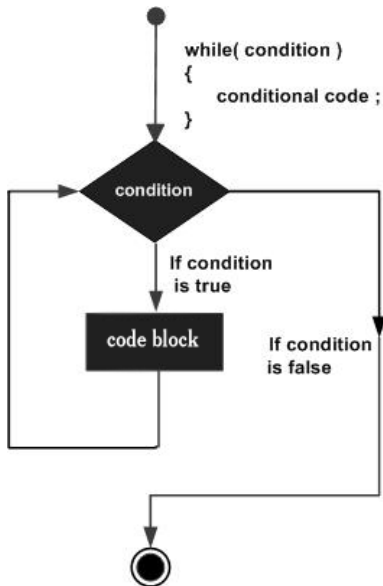 while( condition )
{
conditional code ;
}
condition
If condition
is true
code block
If condition
is false